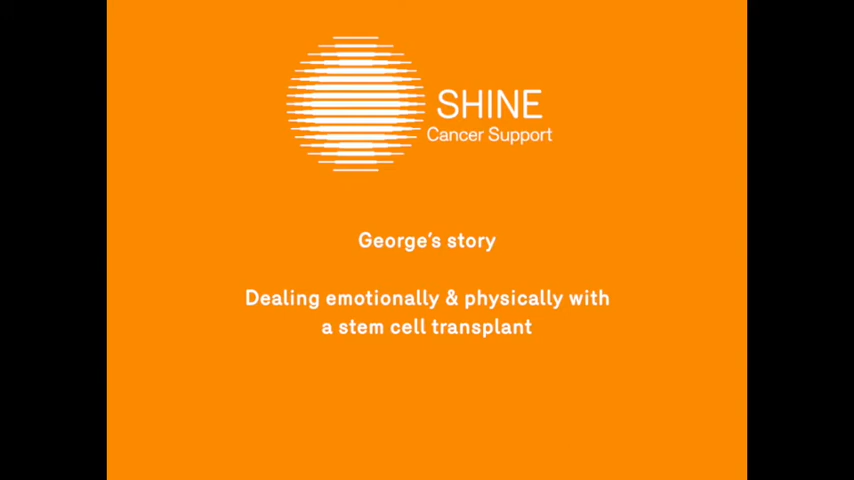 SHINE
Cancer Support
George's story
Dealing emotionally & physically with
a stem cell transplant